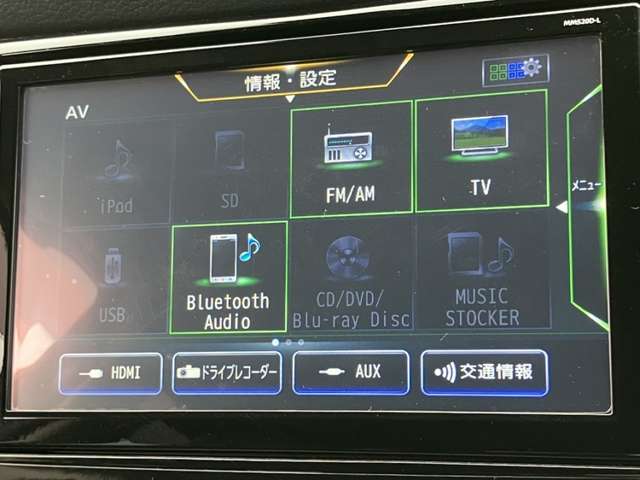 MM520D-L
情報・設定
AV
iPod
SD
FM/AM
TV
メニュー
USB
Bluetooth
Audio
CD/DVD/
Blu-ray Disc
MUSIC
STOCKER
HDMI
ドライブレコーダー
AUX
交通情報